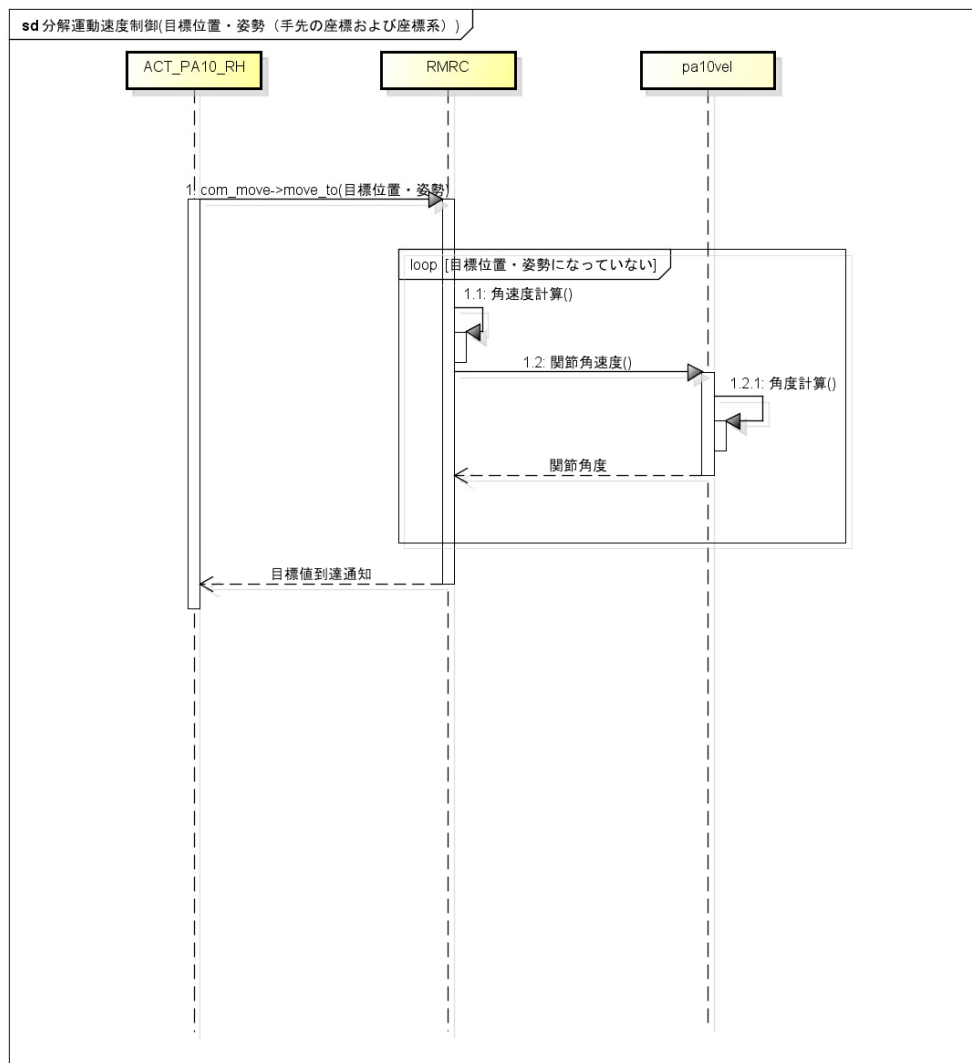 sd 分解運動速度制御(目標位置・姿勢（手先の座標および座標系）)
ACT_PA10_RH
RMRC
pa10vel
1: com_move->move_to(目標位置・姿勢)
loop [目標位置・姿勢になっていない]
1.1: 角速度計算()
1.2: 関節角速度()
1.2.1: 角度計算()
関節角度
目標値到達通知